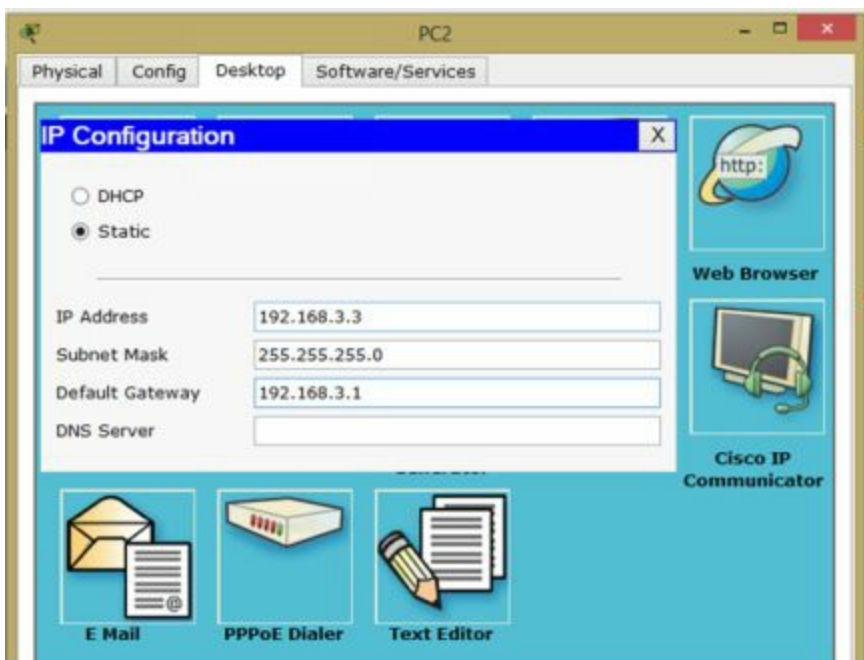 PC2
Physical Config Desktop Software/Services
IP Configuration X
http:
DHCP
Static
Web Browser
IP Address 192.168.3.3
Subnet Mask 255.255.255.0
Default Gateway 192.168.3.1
DNS Server
Cisco IP
Communicator
@
E Mail PPPoE Dialer Text Editor